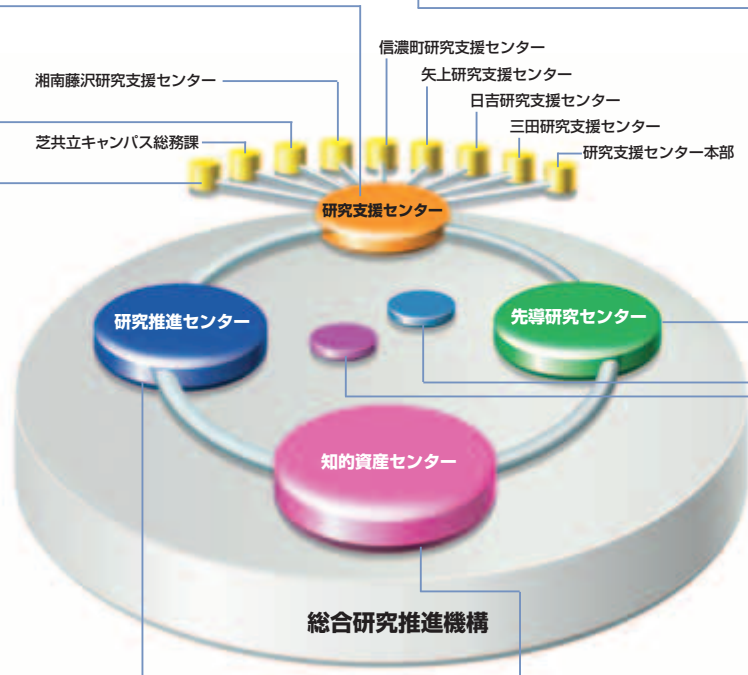 信濃町研究支援センター
湘南藤沢研究支援センター
矢上研究支援センター
日吉研究支援センター
三田研究支援センター
芝共立キャンパス総務課
研究支援センター本部
研究支援センター
研究推進センター
先導研究センター
知的資産センター
総合研究推進機構